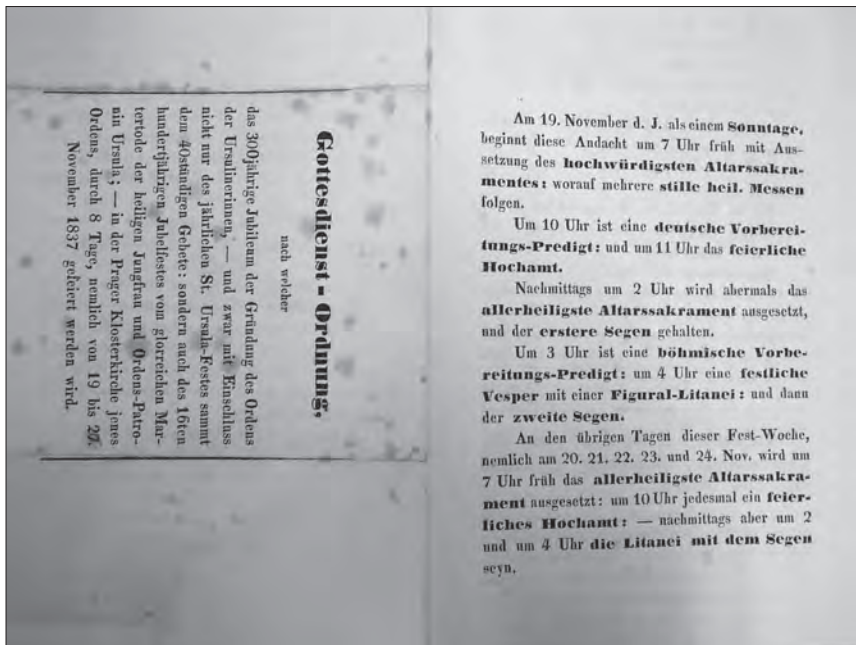 Gottesdienst-Ordnung,
nach welcher
das 300jährige Jubileum der Gründung des Ordens
der Ursulinerinnen, — und zwar mit Einschluss
nicht nur des jährlichen St. Ursula-Festes sammt
dem 40stündigen Gebete: sondern auch des 16ten
hundertjährigen Jubelfestes vom glorreichen Mar-
tertode der heiligen Jungfrau und Ordens-Patro-
nin Ursula; — in der Prager Klosterkirche jenes
Ordens, durch 8 Tage, nemlich von 19 bis 27.
November 1837 gefeiert werden wird.
Am 19. November d. J. als einem Sonntage,
beginnt diese Andacht um 7 Uhr früh mit Aus-
setzung des hochwürdigsten Altarssakra-
mentes: worauf mehrere stille heil. Messen
folgen.
Um 10 Uhr ist eine deutsche Vorberei-
tungs-Predigt: und um 11 Uhr das feierliche
Hochamt.
Nachmittags um 2 Uhr wird abermals das
allerheiligste Altarssakrament ausgesetzt,
und der erstere Segen gehalten.
Um 3 Uhr ist eine böhmische Vorbe-
reitungs-Predigt: um 4 Uhr eine festliche
Vesper mit einer Figural-Litanei: und dann
der zweite Segen.
An den übrigen Tagen dieser Fest-Woche,
nemlich am 20. 21. 22. 23. und 24. Nov. wird um
7 Uhr früh das allerheiligste Altarssakra-
ment ausgesetzt: um 10 Uhr jedesmal ein feier-
liches Hochamt: — nachmittags aber um 2
und um 4 Uhr die Litanei mit dem Segen
seyn.